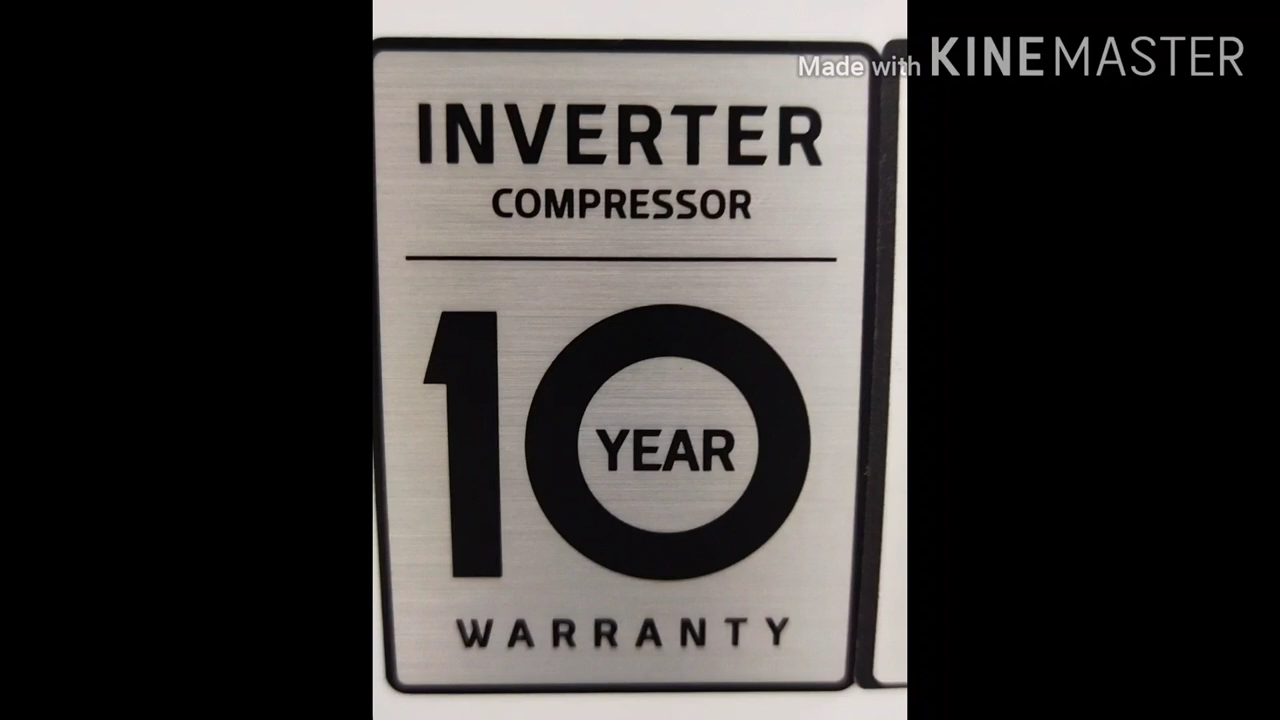 Made with KINEMASTER
INVERTER
COMPRESSOR
10
YEAR
WARRANTY